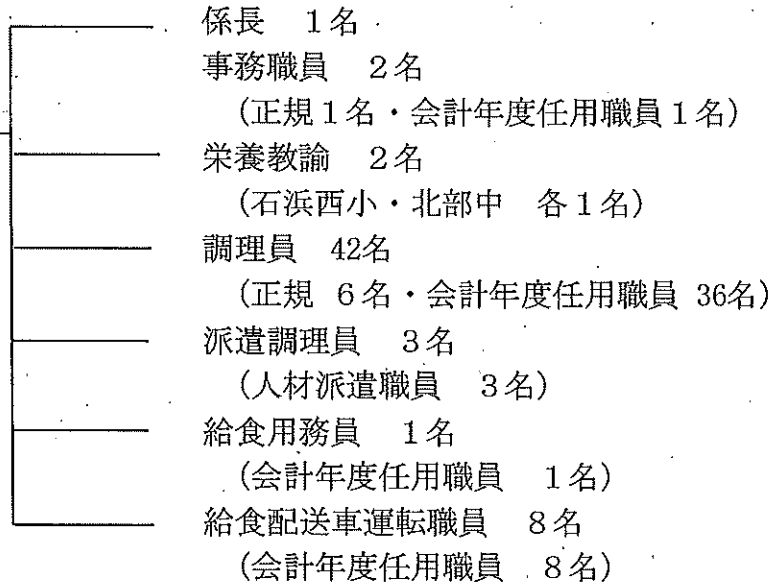 係長　1名
事務職員　2名
(正規1名・会計年度任用職員1名)
栄養教諭　2名
(石浜西小・北部中　各1名)
調理員　42名
(正規　6名・会計年度任用職員　36名)
派遣調理員　3名
(人材派遣職員　3名)
給食用務員　1名
(会計年度任用職員　1名)
給食配送車運転職員　8名
(会計年度任用職員　8名)